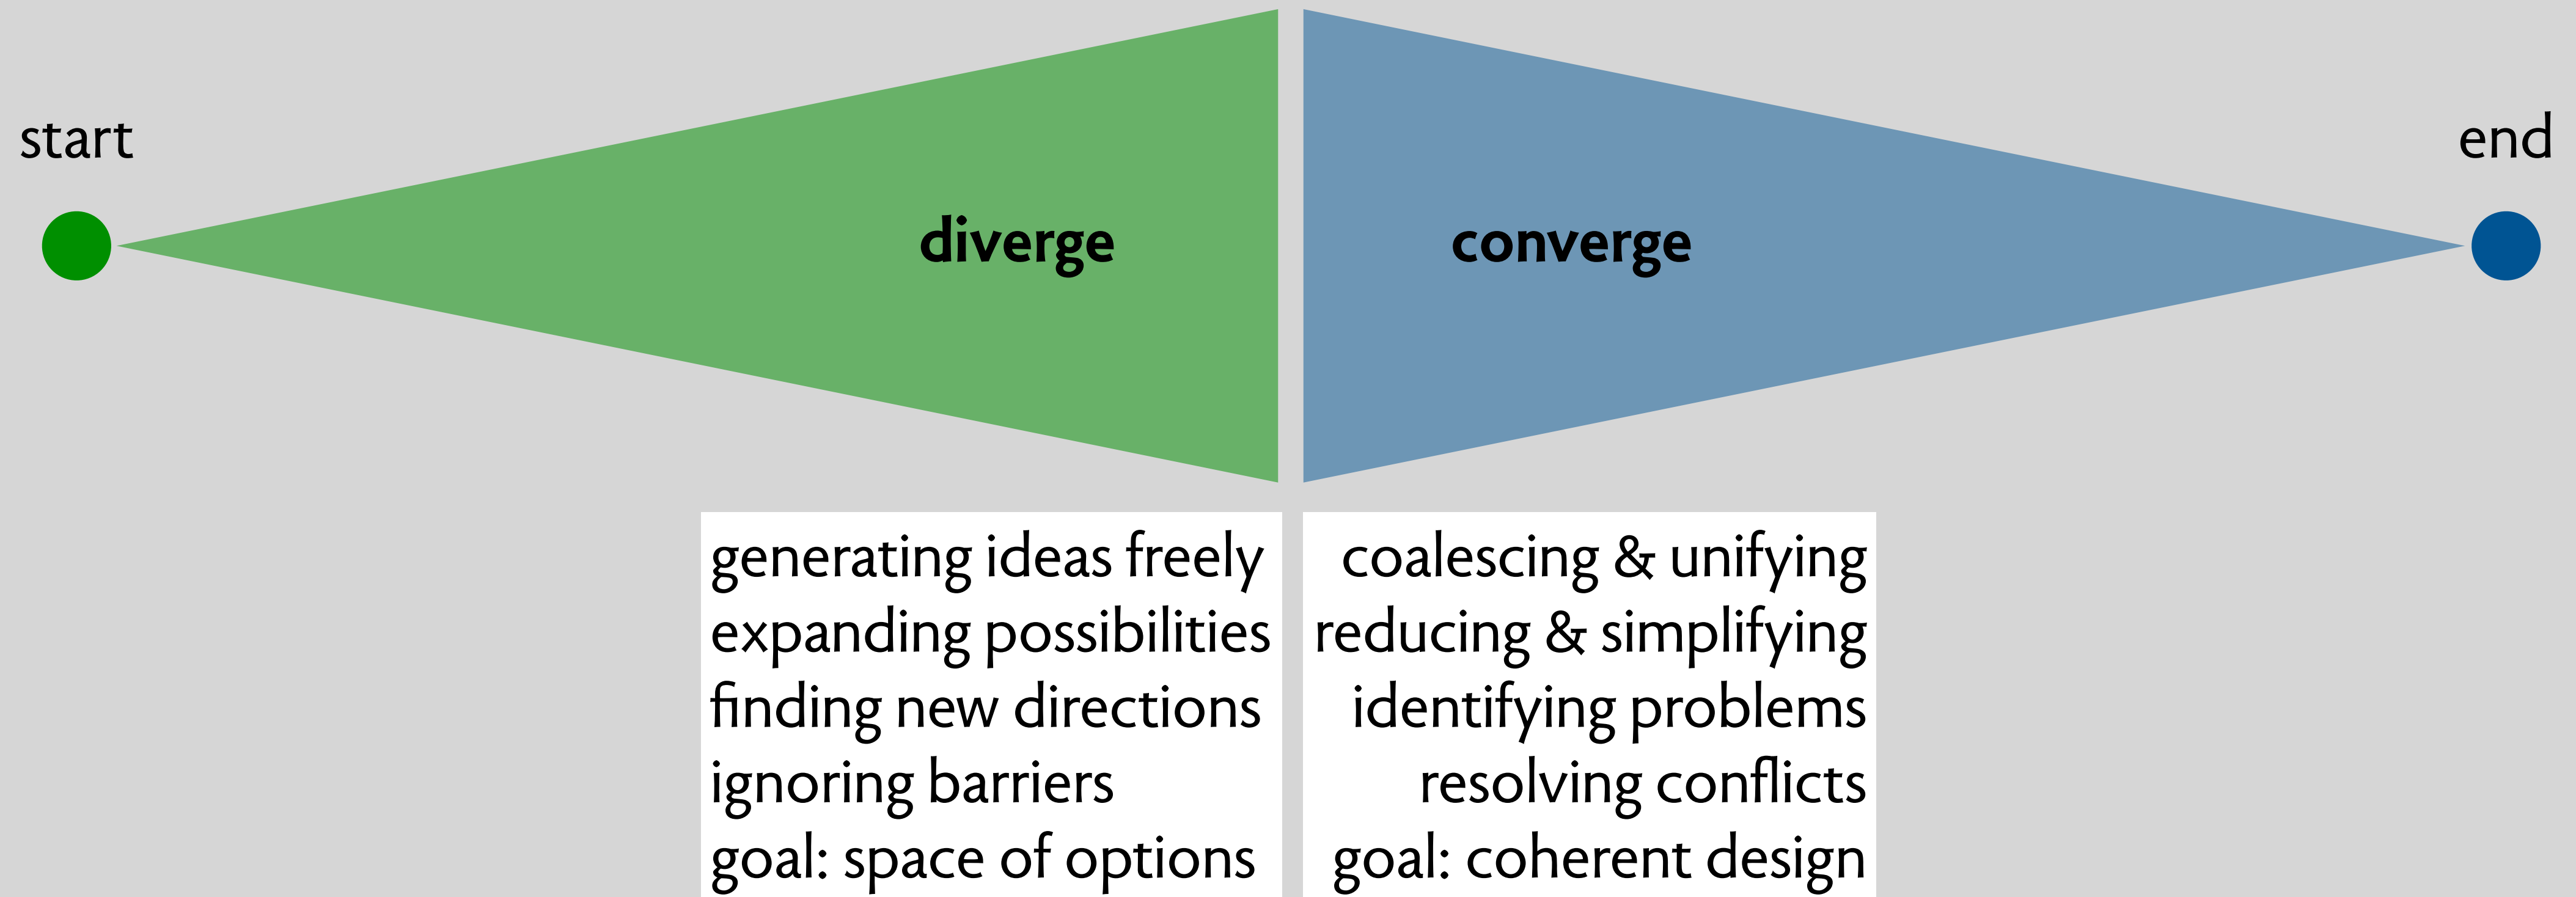 start
end
diverge
converge
generating ideas freely
expanding possibilities
finding new directions
ignoring barriers
goal: space of options
coalescing & unifying
reducing & simplifying
identifying problems
resolving conflicts
goal: coherent design